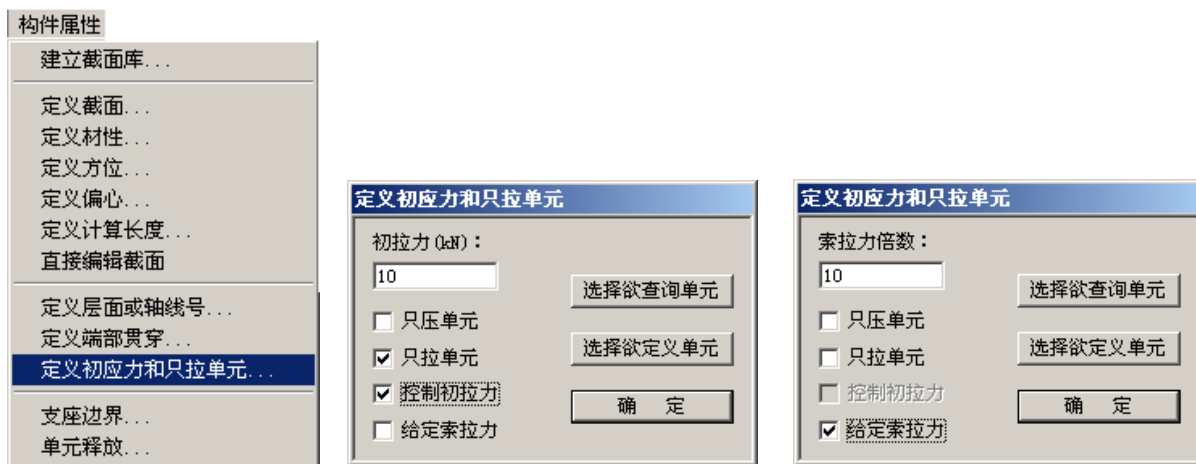 构件属性
建立截面库...
定义截面...
定义材性...
定义方位...
定义偏心...
定义计算长度...
直接编辑截面
定义层面或轴线号...
定义端部贯穿...
定义初应力和只拉单元...
支座边界...
单元释放...
定义初应力和只拉单元
初拉力(kN):
10
选择欲查询单元
只压单元
只拉单元
选择欲定义单元
控制初拉力
确 定
给定索拉力
定义初应力和只拉单元
索拉力倍数:
10
选择欲查询单元
只压单元
只拉单元
选择欲定义单元
控制初拉力
确 定
给定索拉力